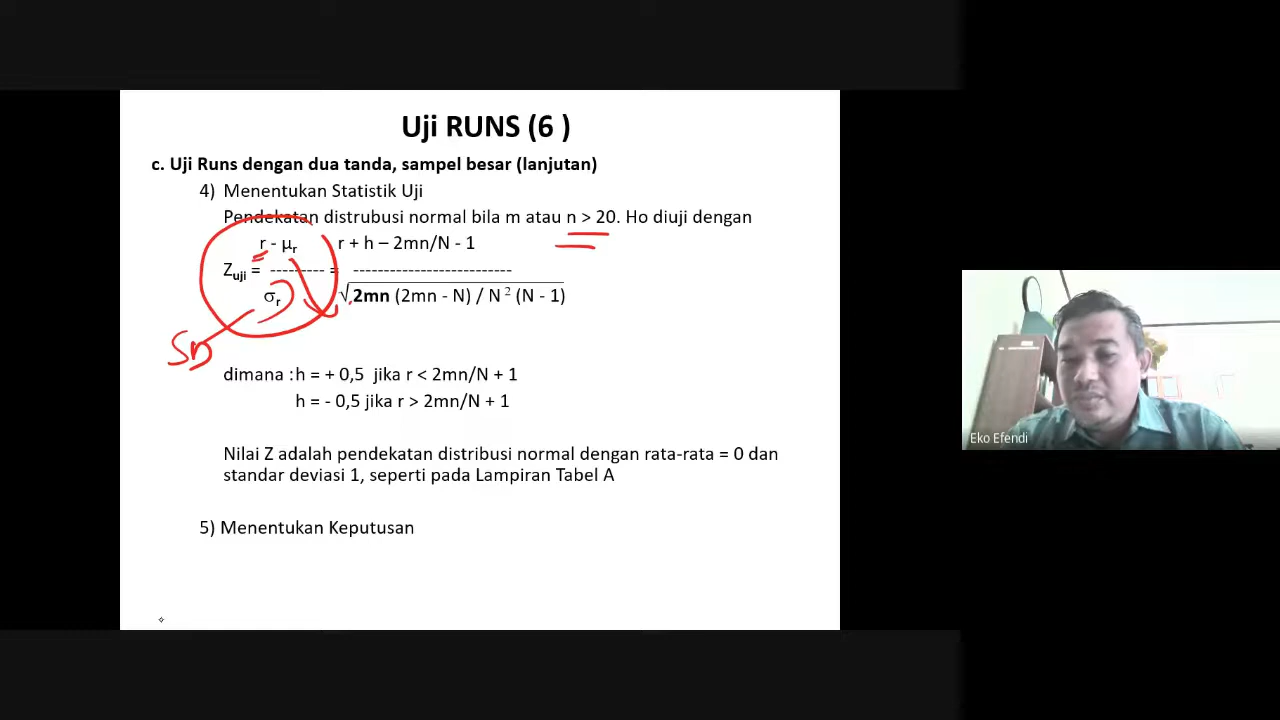 Uji RUNS (6 )
c. Uji Runs dengan dua tanda, sampel besar (lanjutan)
4) Menentukan Statistik Uji
Pendekatan distrubusi normal bila m atau n > 20. Ho diuji dengan
r - μr r + h – 2mn/N - 1
Zuji = --------- = --------------------------
σr √2mn (2mn - N) / N ² (N - 1)
SD
dimana : h = + 0,5 jika r < 2mn/N + 1
h = - 0,5 jika r > 2mn/N + 1
Nilai Z adalah pendekatan distribusi normal dengan rata-rata = 0 dan
standar deviasi 1, seperti pada Lampiran Tabel A
5) Menentukan Keputusan
Eko Efendi